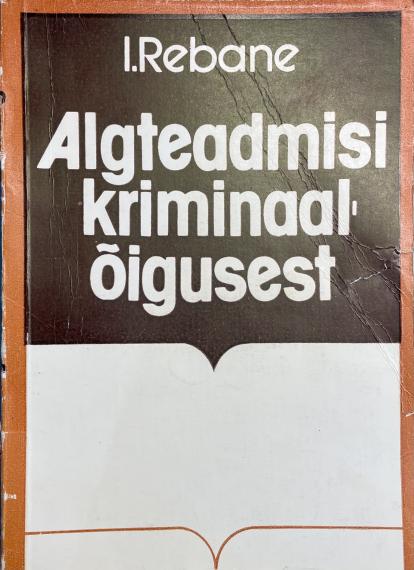 I.Rebane
Algteadmisi
kriminaal-
õigusest